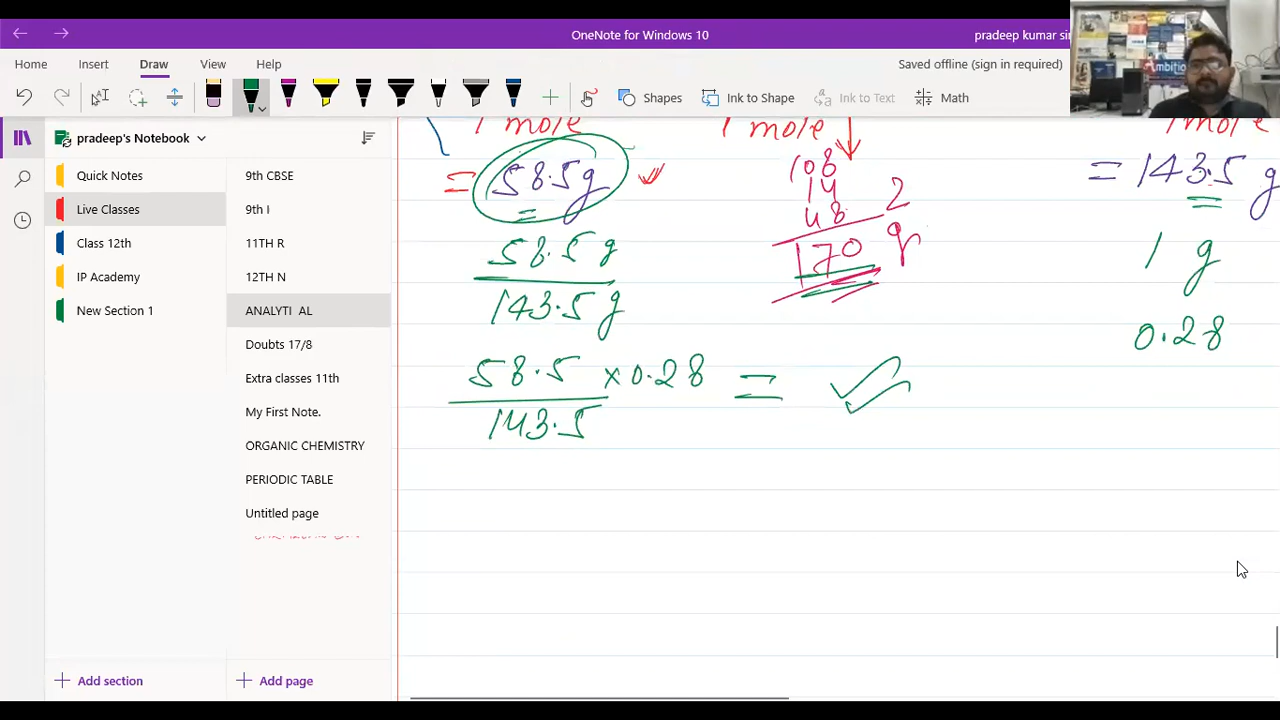 OneNote for Windows 10
pradeep kumar sin
Home Insert Draw View Help
Saved offline (sign in required)
Ambition
Shapes Ink to Shape Ink to Text Math
pradeep's Notebook
Quick Notes
Live Classes
Class 12th
IP Academy
New Section 1
9th CBSE
9th I
11TH R
12TH N
ANALYTI AL
Doubts 17/8
Extra classes 11th
My First Note.
ORGANIC CHEMISTRY
PERIODIC TABLE
Untitled page
Add section
Add page
1 mole 1 mole 1 mole
= 58.5g
108
14
48
170 g
= 143.5 g
58.5 g
143.5 g
1 g
0.28
58.5 × 0.28 =
143.5